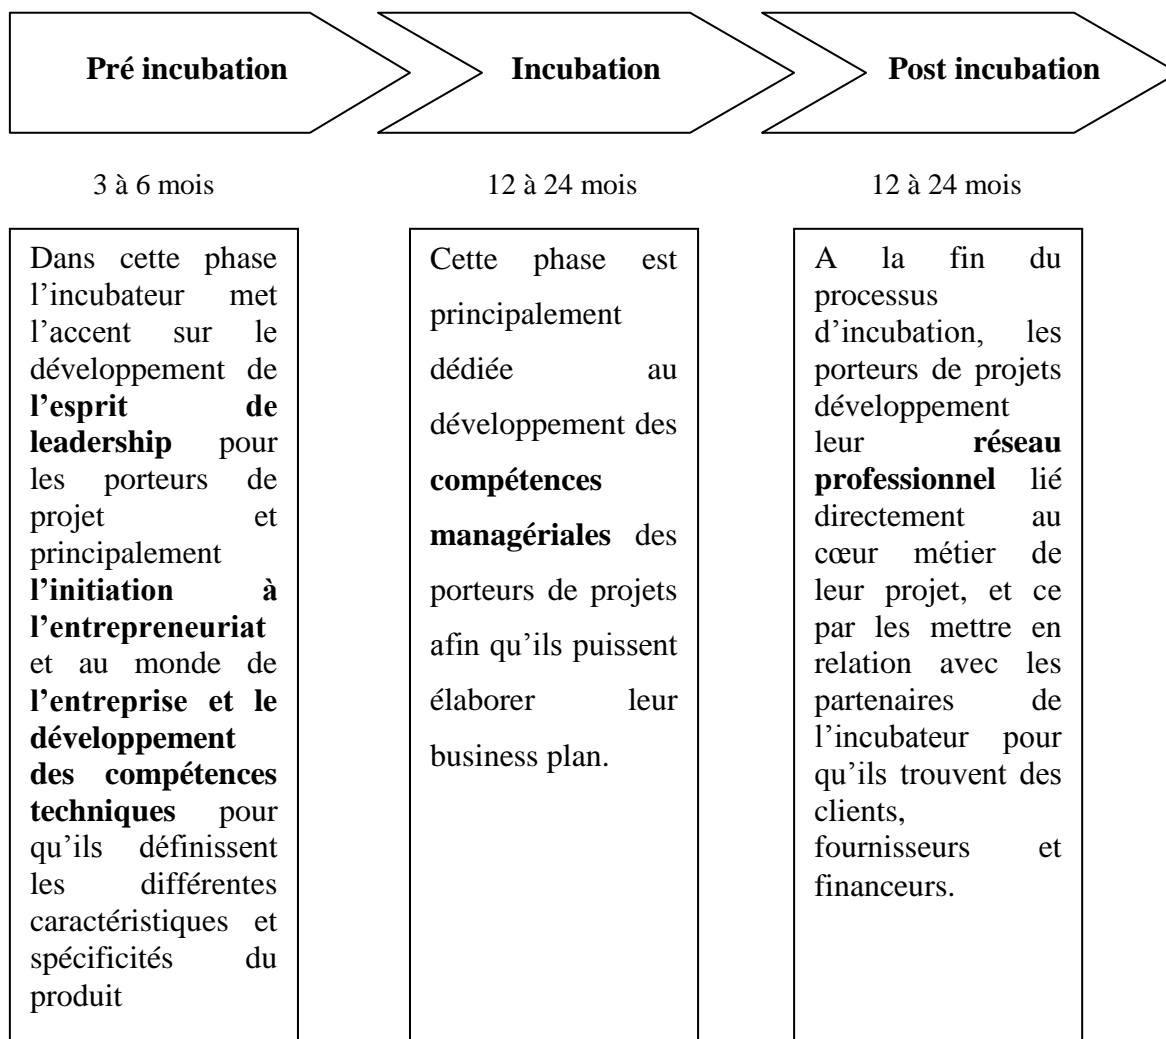 Pré incubation
Incubation
Post incubation
3 à 6 mois
12 à 24 mois
12 à 24 mois
Dans cette phase
l’incubateur met
l’accent sur le
développement de
l’esprit de
leadership pour
les porteurs de
projet et
principalement
l’initiation à
l’entrepreneuriat
et au monde de
l’entreprise et le
développement
des compétences
techniques pour
qu’ils définissent
les différentes
caractéristiques et
spécificités du
produit
Cette phase est
principalement
dédiée au
développement des
compétences
managériales des
porteurs de projets
afin qu’ils puissent
élaborer leur
business plan.
A la fin du
processus
d’incubation, les
porteurs de projets
développement
leur réseau
professionnel lié
directement au
cœur métier de
leur projet, et ce
par les mettre en
relation avec les
partenaires de
l’incubateur pour
qu’ils trouvent des
clients,
fournisseurs et
financeurs.